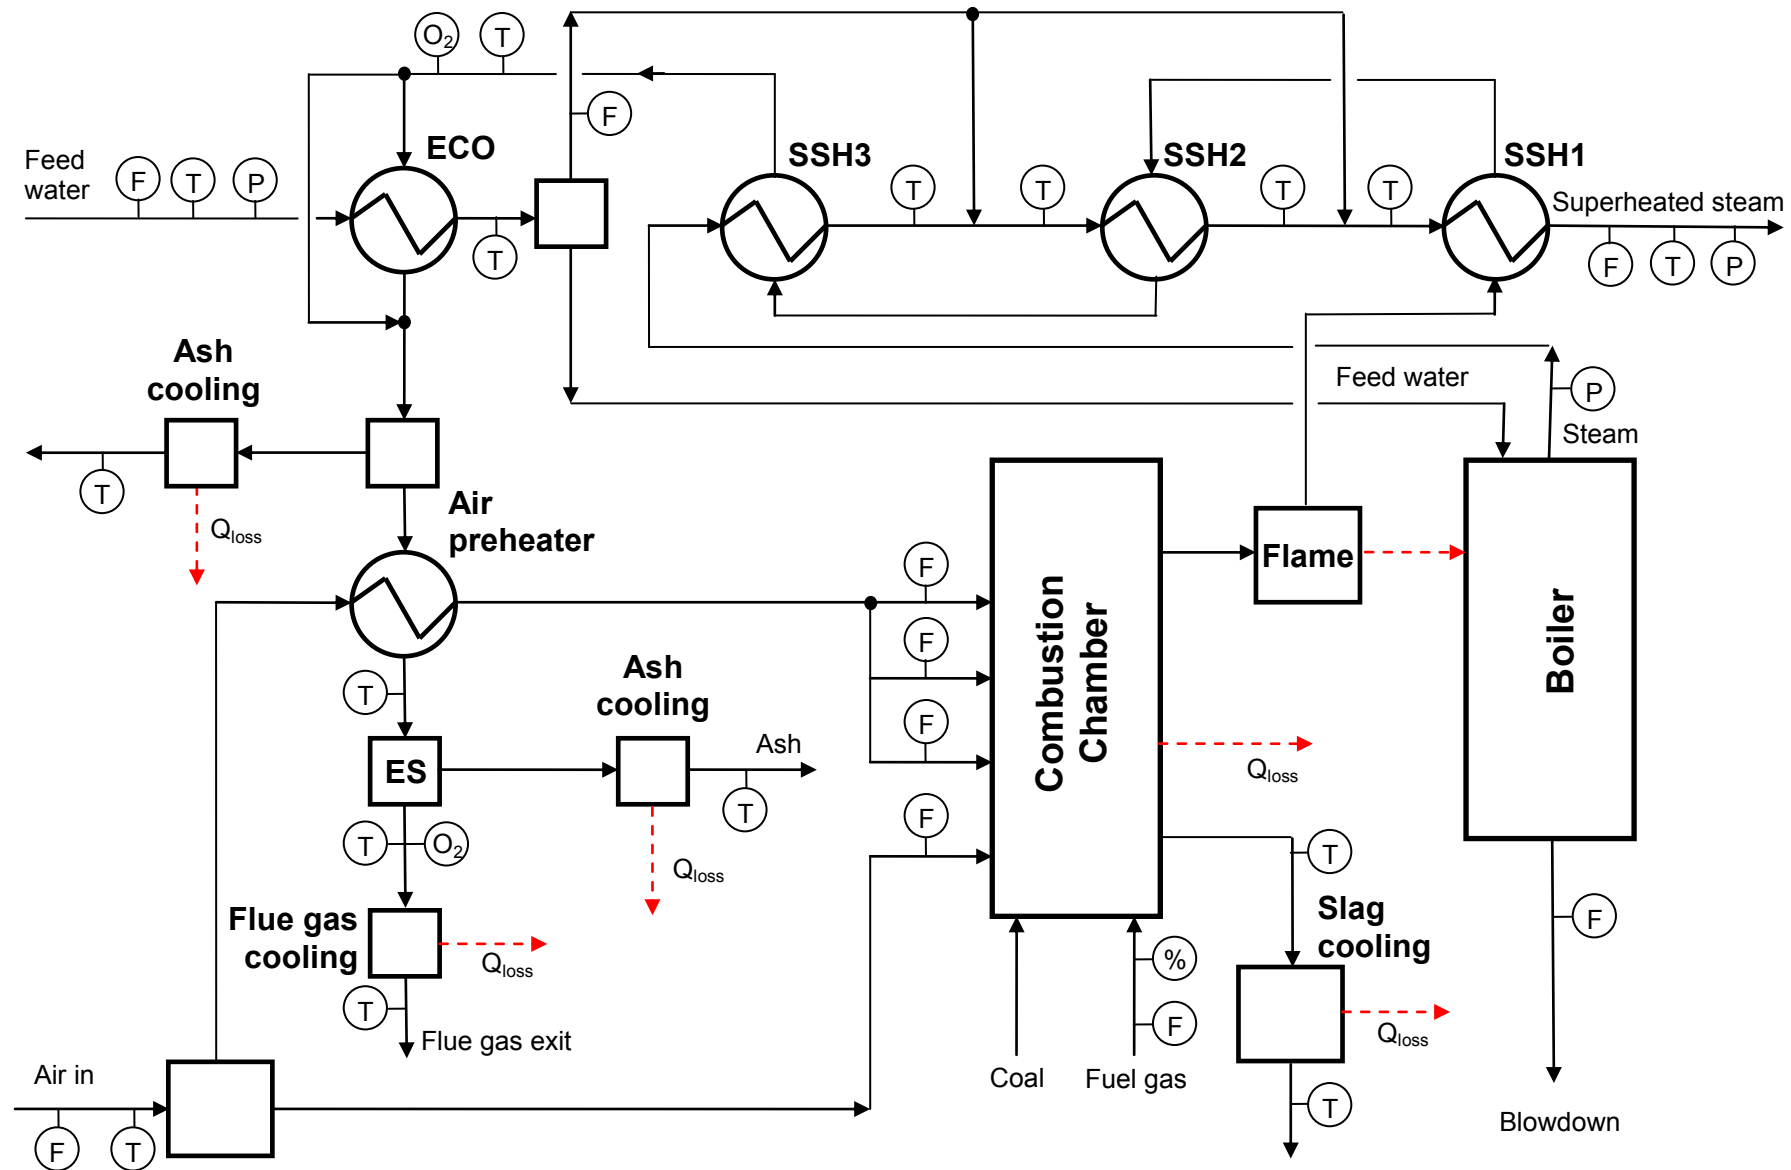 O2
T
F
ECO
SSH3
SSH2
SSH1
Feed
water
F
T
P
T
T
T
T
T
Superheated steam
F
T
P
Ash
cooling
Feed water
P
Steam
T
Qloss
Air
preheater
F
Flame
Combustion
Chamber
Boiler
F
T
Ash
cooling
F
ES
Ash
T
Qloss
T
O2
Qloss
F
T
Flue gas
cooling
Qloss
Slag
cooling
F
%
T
F
Qloss
Flue gas exit
Air in
Coal
Fuel gas
T
Blowdown
F
T